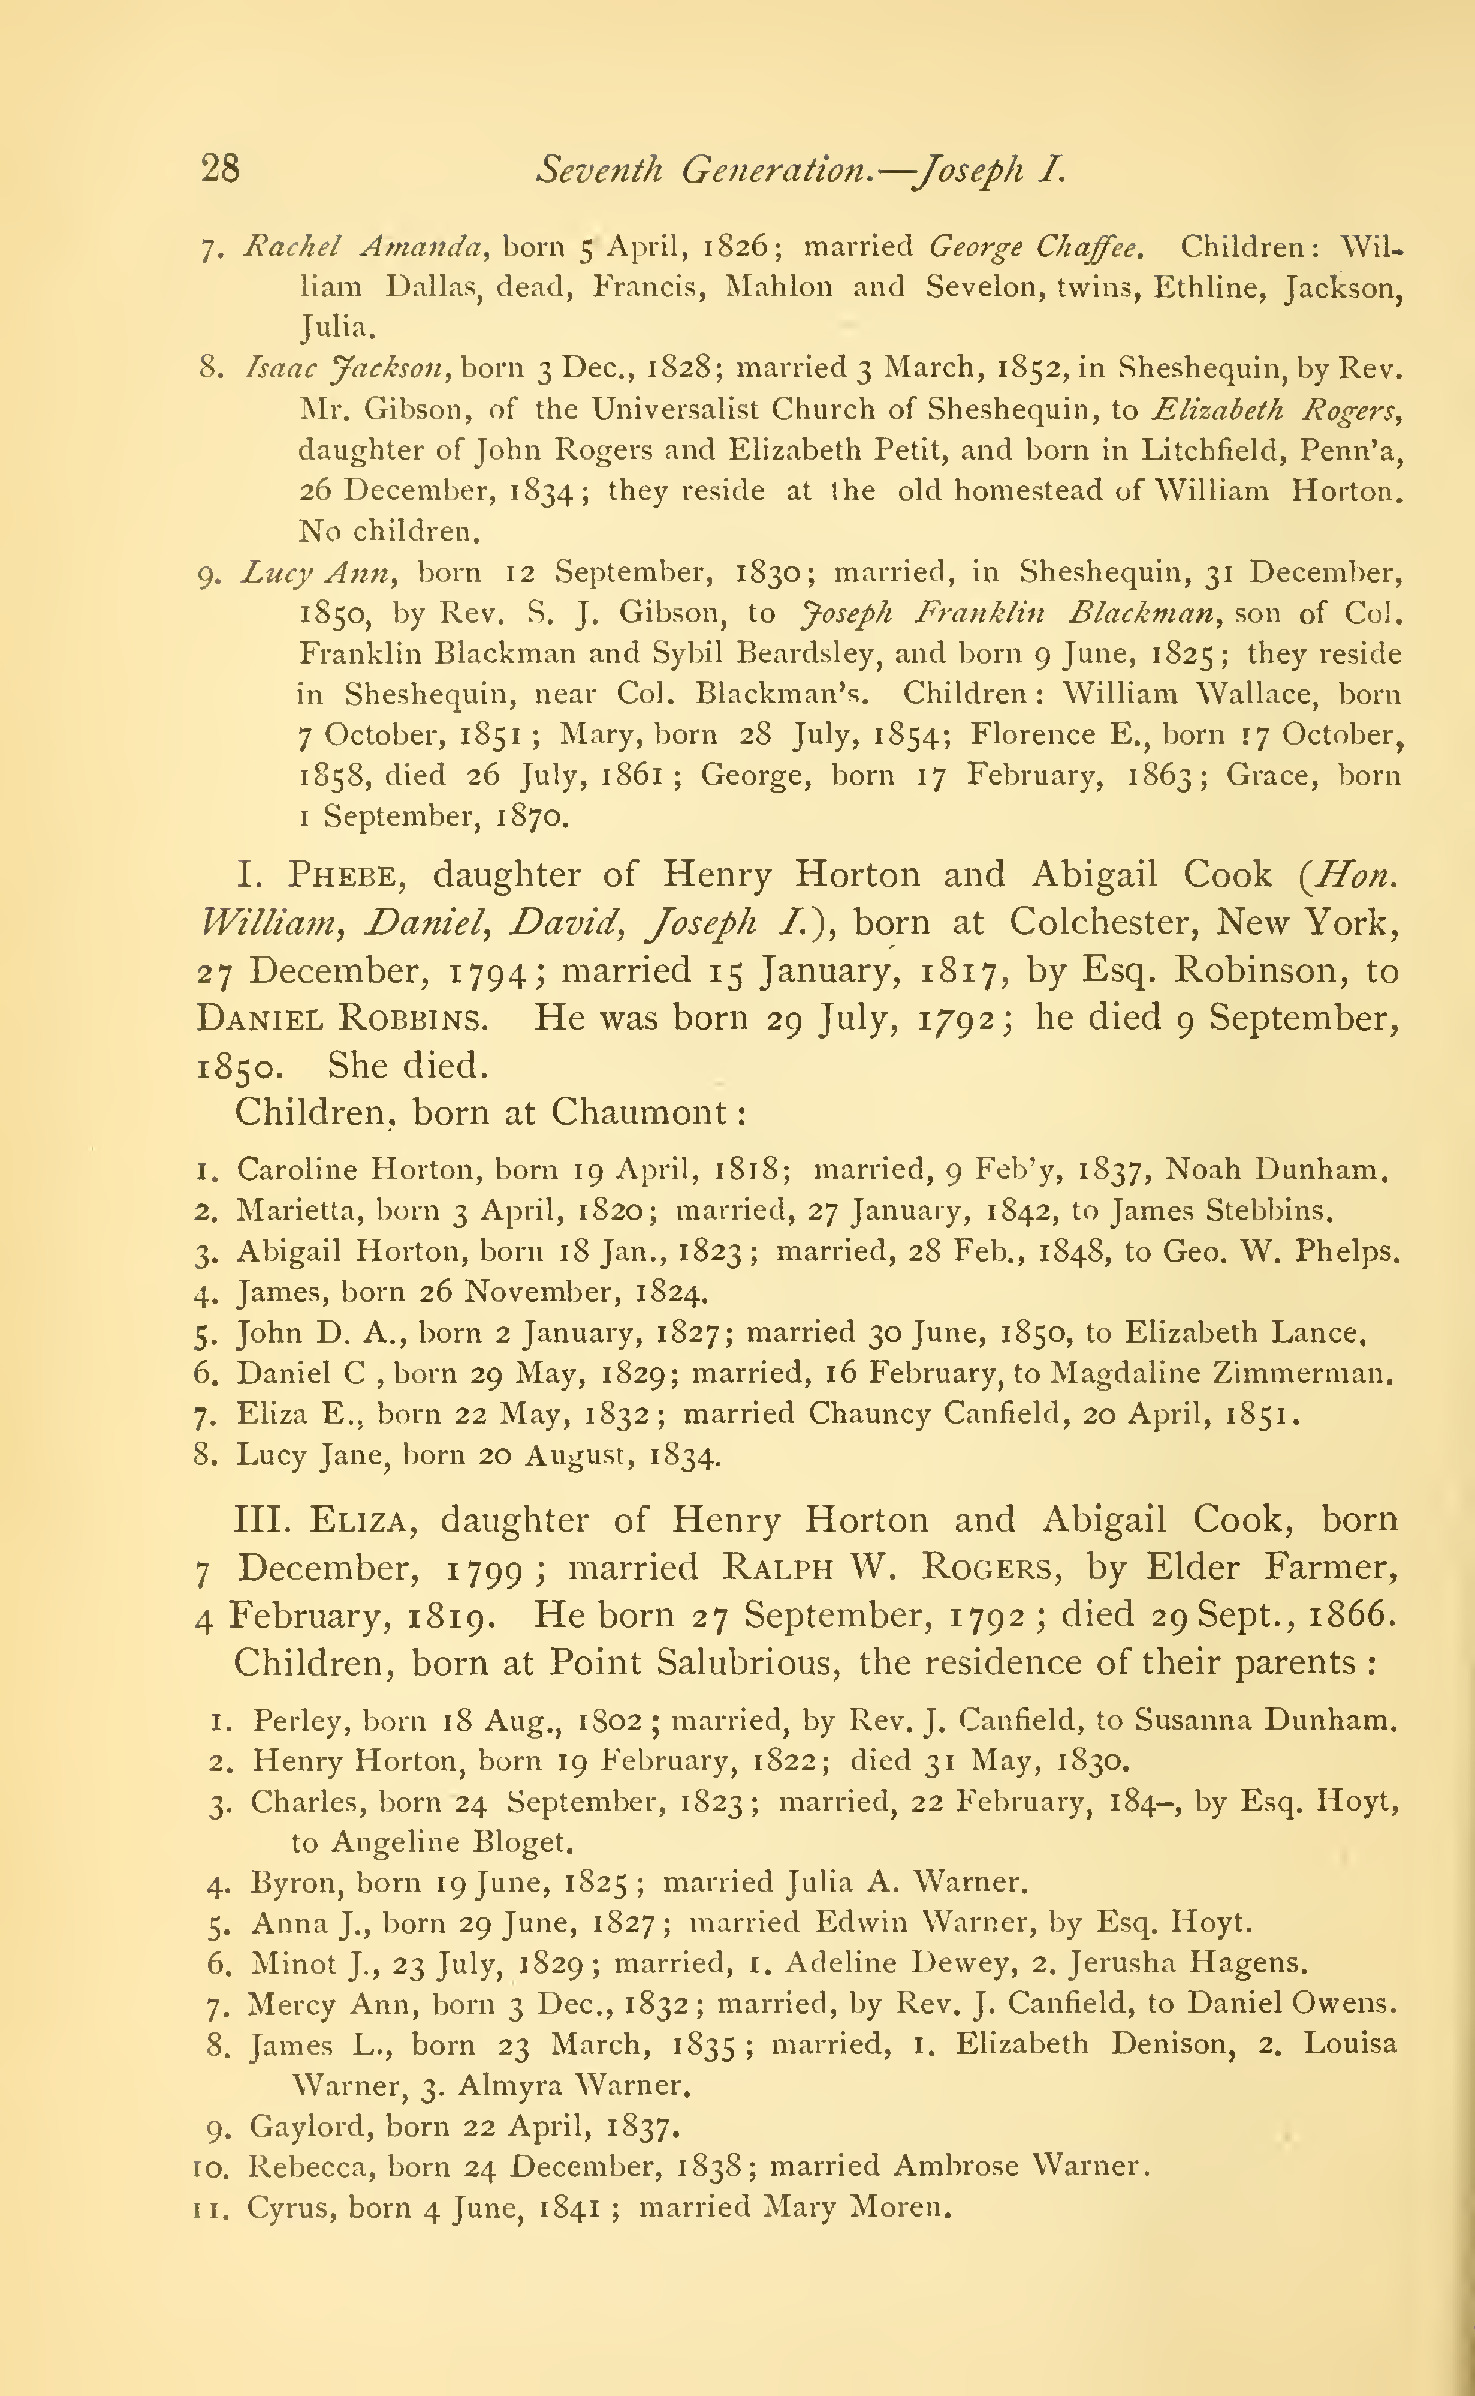 28 Seventh Generation.—Joseph I.
7. Rachel Amanda, born 5 April, 1826; married George Chaffee. Children: Wil-
liam Dallas, dead, Francis, Mahlon and Sevelon, twins, Ethline, Jackson,
Julia.
8. Isaac Jackson, born 3 Dec., 1828; married 3 March, 1852, in Sheshequin, by Rev.
Mr. Gibson, of the Universalist Church of Sheshequin, to Elizabeth Rogers,
daughter of John Rogers and Elizabeth Petit, and born in Litchfield, Penn'a,
26 December, 1834; they reside at the old homestead of William Horton.
No children.
9. Lucy Ann, born 12 September, 1830; married, in Sheshequin, 31 December,
1850, by Rev. S. J. Gibson, to Joseph Franklin Blackman, son of Col.
Franklin Blackman and Sybil Beardsley, and born 9 June, 1825; they reside
in Sheshequin, near Col. Blackman's. Children: William Wallace, born
7 October, 1851; Mary, born 28 July, 1854; Florence E., born 17 October,
1858, died 26 July, 1861; George, born 17 February, 1863; Grace, born
1 September, 1870.
I. Phebe, daughter of Henry Horton and Abigail Cook (Hon.
William, Daniel, David, Joseph I.), born at Colchester, New York,
27 December, 1794; married 15 January, 1817, by Esq. Robinson, to
Daniel Robbins. He was born 29 July, 1792; he died 9 September,
1850. She died.
Children, born at Chaumont:
1. Caroline Horton, born 19 April, 1818; married, 9 Feb'y, 1837, Noah Dunham.
2. Marietta, born 3 April, 1820; married, 27 January, 1842, to James Stebbins.
3. Abigail Horton, born 18 Jan., 1823; married, 28 Feb., 1848, to Geo. W. Phelps.
4. James, born 26 November, 1824.
5. John D. A., born 2 January, 1827; married 30 June, 1850, to Elizabeth Lance.
6. Daniel C , born 29 May, 1829; married, 16 February, to Magdaline Zimmerman.
7. Eliza E., born 22 May, 1832; married Chauncy Canfield, 20 April, 1851.
8. Lucy Jane, born 20 August, 1834.
III. Eliza, daughter of Henry Horton and Abigail Cook, born
7 December, 1799; married Ralph W. Rogers, by Elder Farmer,
4 February, 1819. He born 27 September, 1792; died 29 Sept., 1866.
Children, born at Point Salubrious, the residence of their parents:
1. Perley, born 18 Aug., 1802; married, by Rev. J. Canfield, to Susanna Dunham.
2. Henry Horton, born 19 February, 1822; died 31 May, 1830.
3. Charles, born 24 September, 1823; married, 22 February, 184–, by Esq. Hoyt,
to Angeline Bloget.
4. Byron, born 19 June, 1825; married Julia A. Warner.
5. Anna J., born 29 June, 1827; married Edwin Warner, by Esq. Hoyt.
6. Minot J., 23 July, 1829; married, 1. Adeline Dewey, 2. Jerusha Hagens.
7. Mercy Ann, born 3 Dec., 1832; married, by Rev. J. Canfield, to Daniel Owens.
8. James L., born 23 March, 1835; married, 1. Elizabeth Denison, 2. Louisa
Warner, 3. Almyra Warner.
9. Gaylord, born 22 April, 1837.
10. Rebecca, born 24 December, 1838; married Ambrose Warner.
11. Cyrus, born 4 June, 1841; married Mary Moren.